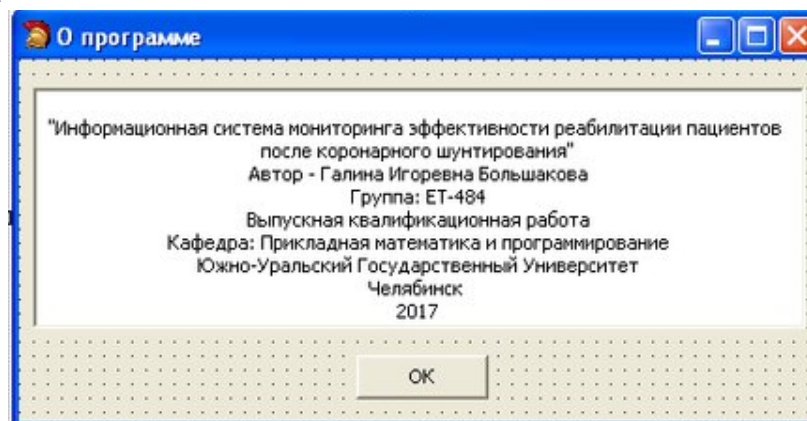 О программе
"Информационная система мониторинга эффективности реабилитации пациентов
после коронарного шунтирования"
Автор - Галина Игоревна Большакова
Группа: ЕТ-484
Выпускная квалификационная работа
Кафедра: Прикладная математика и программирование
Южно-Уральский Государственный Университет
Челябинск
2017
OK